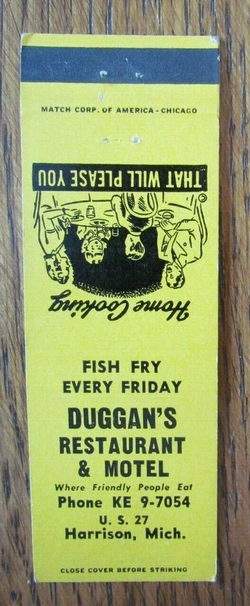 MATCH CORP. OF AMERICA - CHICAGO
Home Cooking
THAT WILL PLEASE YOU
FISH FRY
EVERY FRIDAY
DUGGAN'S
RESTAURANT
& MOTEL
Where Friendly People Eat
Phone KE 9-7054
U. S. 27
Harrison, Mich.
CLOSE COVER BEFORE STRIKING